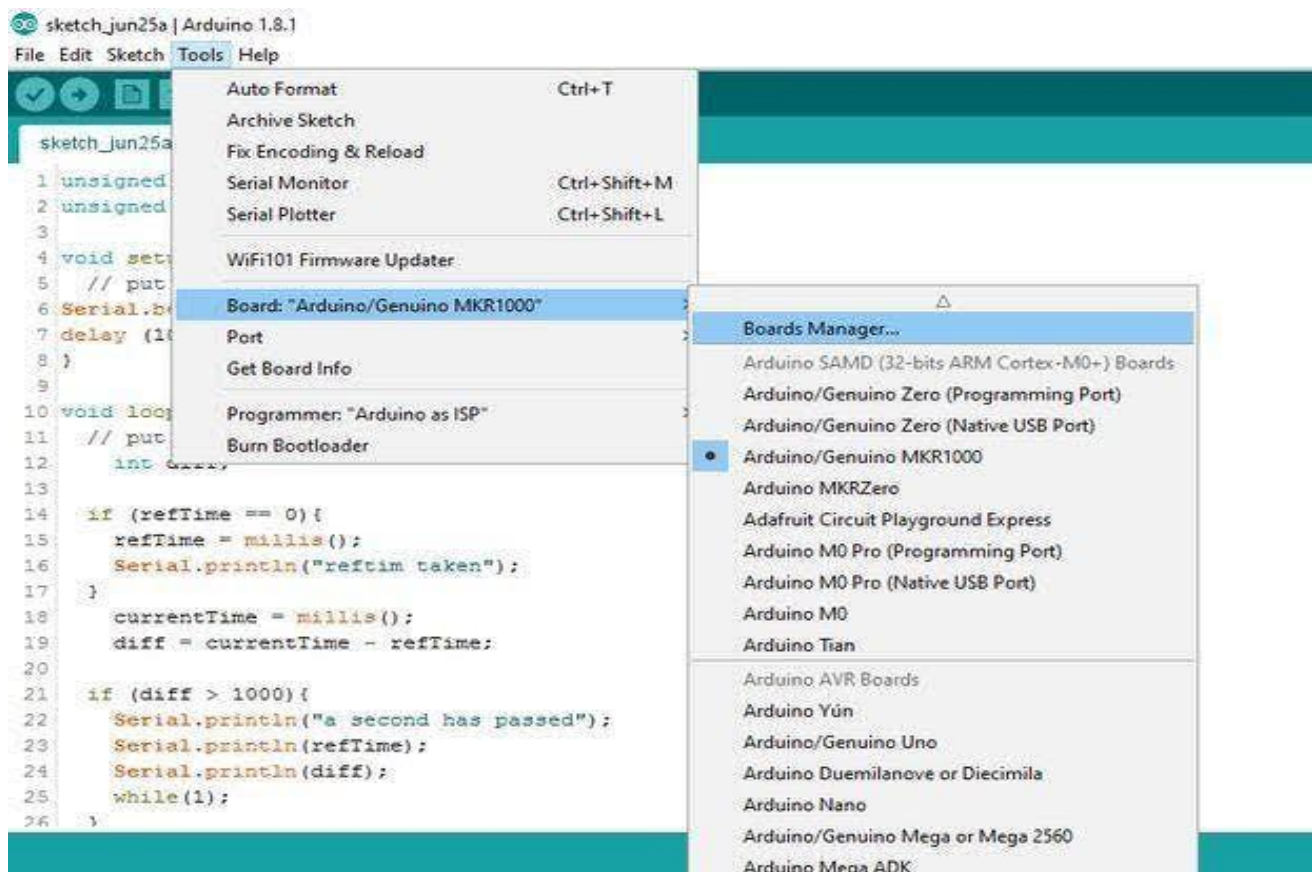 sketch_jun25a | Arduino 1.8.1
File Edit Sketch Tools Help
Auto Format Ctrl+T
Archive Sketch
Fix Encoding & Reload
Serial Monitor Ctrl+Shift+M
Serial Plotter Ctrl+Shift+L
WiFi101 Firmware Updater
Board: "Arduino/Genuino MKR1000"
Port
Get Board Info
Programmer: "Arduino as ISP"
Burn Bootloader
Boards Manager...
Arduino SAMD (32-bits ARM Cortex-M0+) Boards
Arduino/Genuino Zero (Programming Port)
Arduino/Genuino Zero (Native USB Port)
Arduino/Genuino MKR1000
Arduino MKRZero
Adafruit Circuit Playground Express
Arduino M0 Pro (Programming Port)
Arduino M0 Pro (Native USB Port)
Arduino M0
Arduino Tian
Arduino AVR Boards
Arduino Yún
Arduino/Genuino Uno
Arduino Duemilanove or Diecimila
Arduino Nano
Arduino/Genuino Mega or Mega 2560
Arduino Mega ADK
sketch_jun25a
1 unsigned
2 unsigned
3
4 void
5 // put
6
7 delay
8 }
9
10 void
11 // put
12 int
13
14 if (refTime == 0){
15 refTime = millis();
16 Serial.println("reftim taken");
17 }
18 currentTime = millis();
19 diff = currentTime - refTime;
20
21 if (diff > 1000){
22 Serial.println("a second has passed");
23 Serial.println(refTime);
24 Serial.println(diff);
25 while(1);
26 }